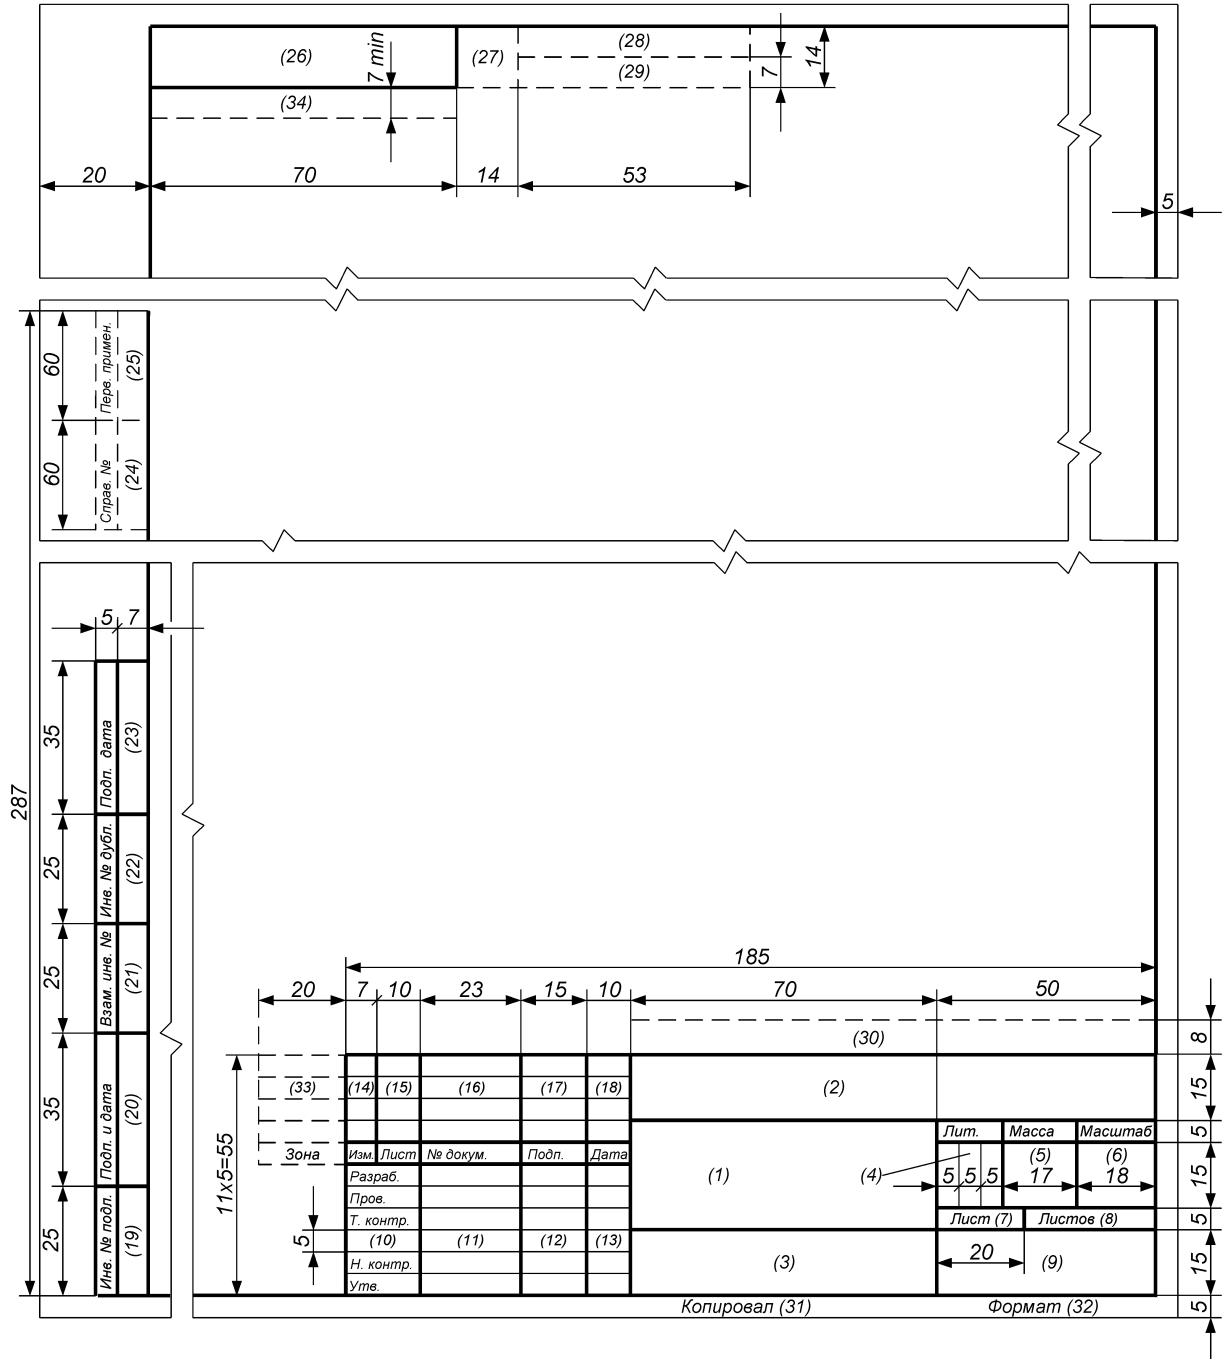 (26)
7 min
(27)
(28)
(29)
7
14
(34)
20
70
14
53
5
60
Перв. примен.
(25)
60
Справ. №
(24)
287
5
7
35
Подп. дата
(23)
25
Инв. № дубл.
(22)
25
Взам. инв. №
(21)
35
Подп. и дата
(20)
25
Инв. № подп.
(19)
185
20
7
10
23
15
10
70
50
(30)
8
(33)
(14)
(15)
(16)
(17)
(18)
(2)
15
11х5=55
Лит.
Масса
Масштаб
5
Зона
Изм.
Лист
№ докум.
Подп.
Дата
(1)
(4)
(5)
(6)
5
5
5
17
18
15
Разраб.
Пров.
Т. контр.
Лист (7)
Листов (8)
5
5
(10)
(11)
(12)
(13)
20
(3)
(9)
15
Н. контр.
Утв.
Копировал (31)
Формат (32)
5